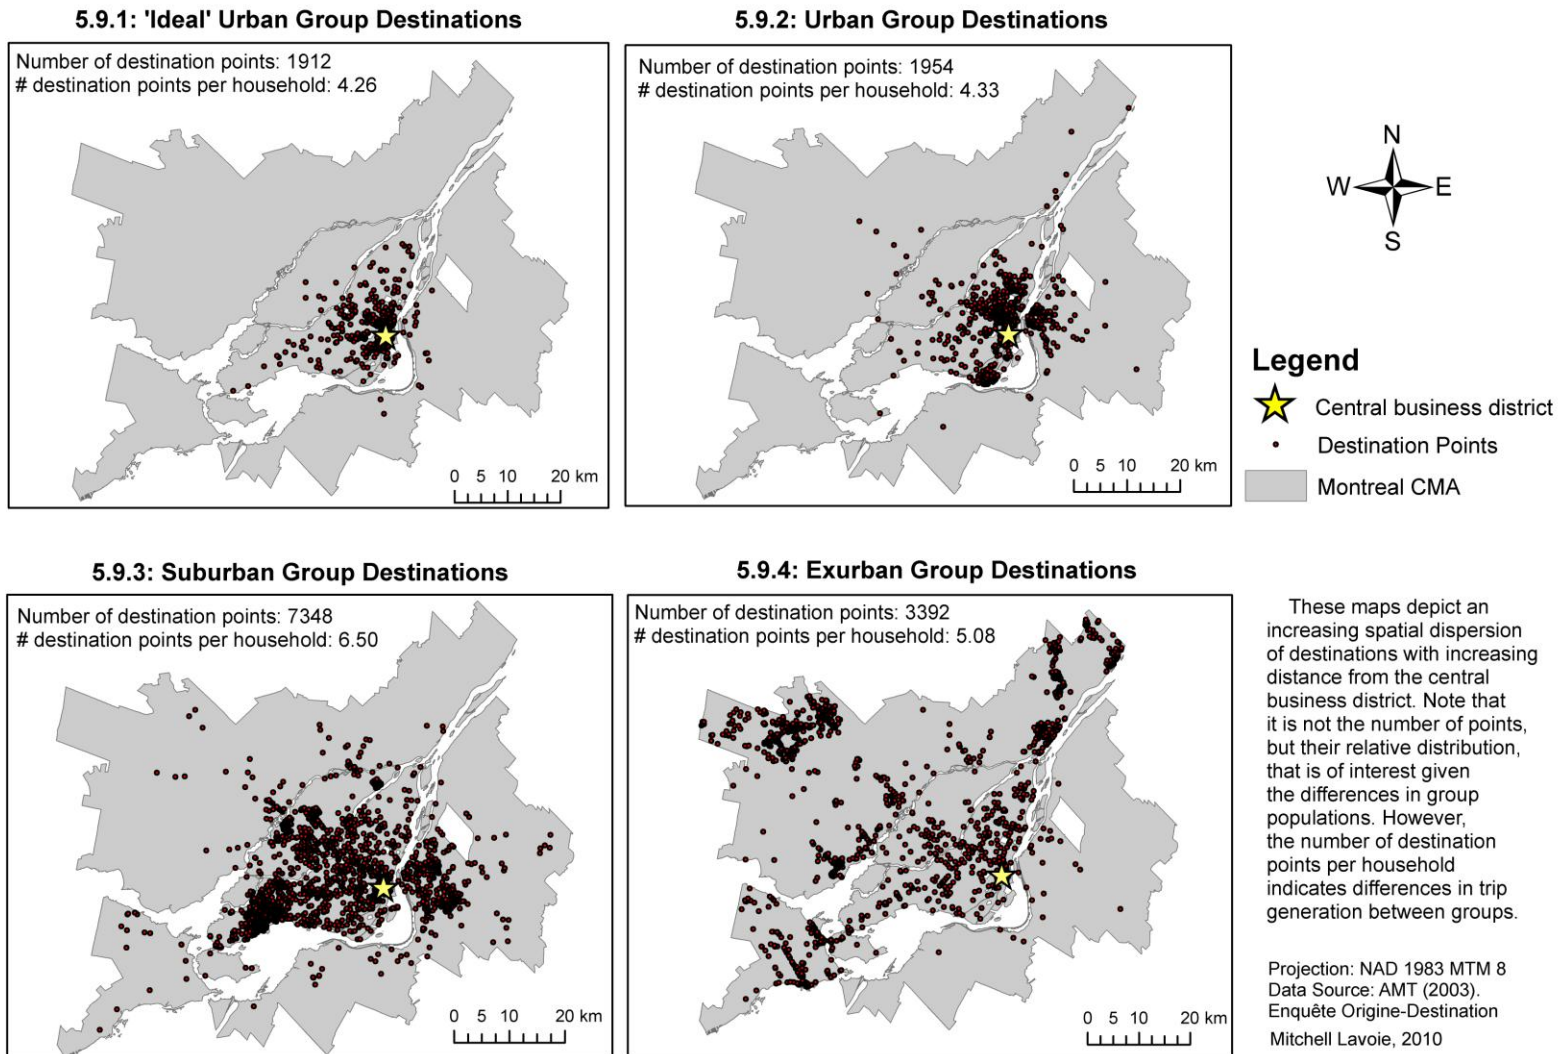 5.9.1: 'Ideal' Urban Group Destinations
Number of destination points: 1912
# destination points per household: 4.26
0 5 10 20 km
5.9.2: Urban Group Destinations
Number of destination points: 1954
# destination points per household: 4.33
0 5 10 20 km
N
W E
S
Legend
Central business district
Destination Points
Montreal CMA
5.9.3: Suburban Group Destinations
Number of destination points: 7348
# destination points per household: 6.50
0 5 10 20 km
5.9.4: Exurban Group Destinations
Number of destination points: 3392
# destination points per household: 5.08
0 5 10 20 km
These maps depict an
increasing spatial dispersion
of destinations with increasing
distance from the central
business district. Note that
it is not the number of points,
but their relative distribution,
that is of interest given
the differences in group
populations. However,
the number of destination
points per household
indicates differences in trip
generation between groups.
Projection: NAD 1983 MTM 8
Data Source: AMT (2003).
Enquête Origine-Destination
Mitchell Lavoie, 2010